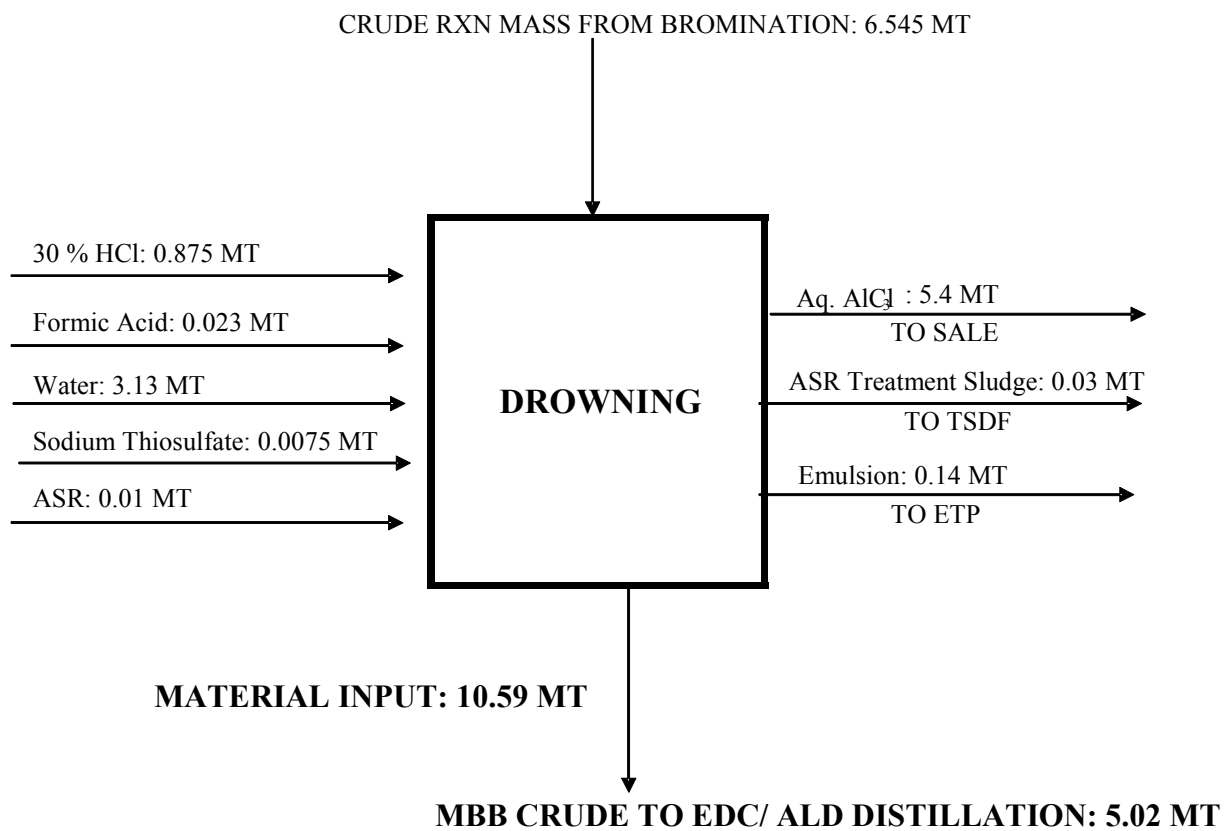 CRUDE RXN MASS FROM BROMINATION: 6.545 MT
30 % HCl: 0.875 MT
Formic Acid: 0.023 MT
Water: 3.13 MT
Sodium Thiosulfate: 0.0075 MT
ASR: 0.01 MT
DROWNING
Aq. AlCl3 : 5.4 MT
TO SALE
ASR Treatment Sludge: 0.03 MT
TO TSDF
Emulsion: 0.14 MT
TO ETP
MATERIAL INPUT: 10.59 MT
MBB CRUDE TO EDC/ ALD DISTILLATION: 5.02 MT